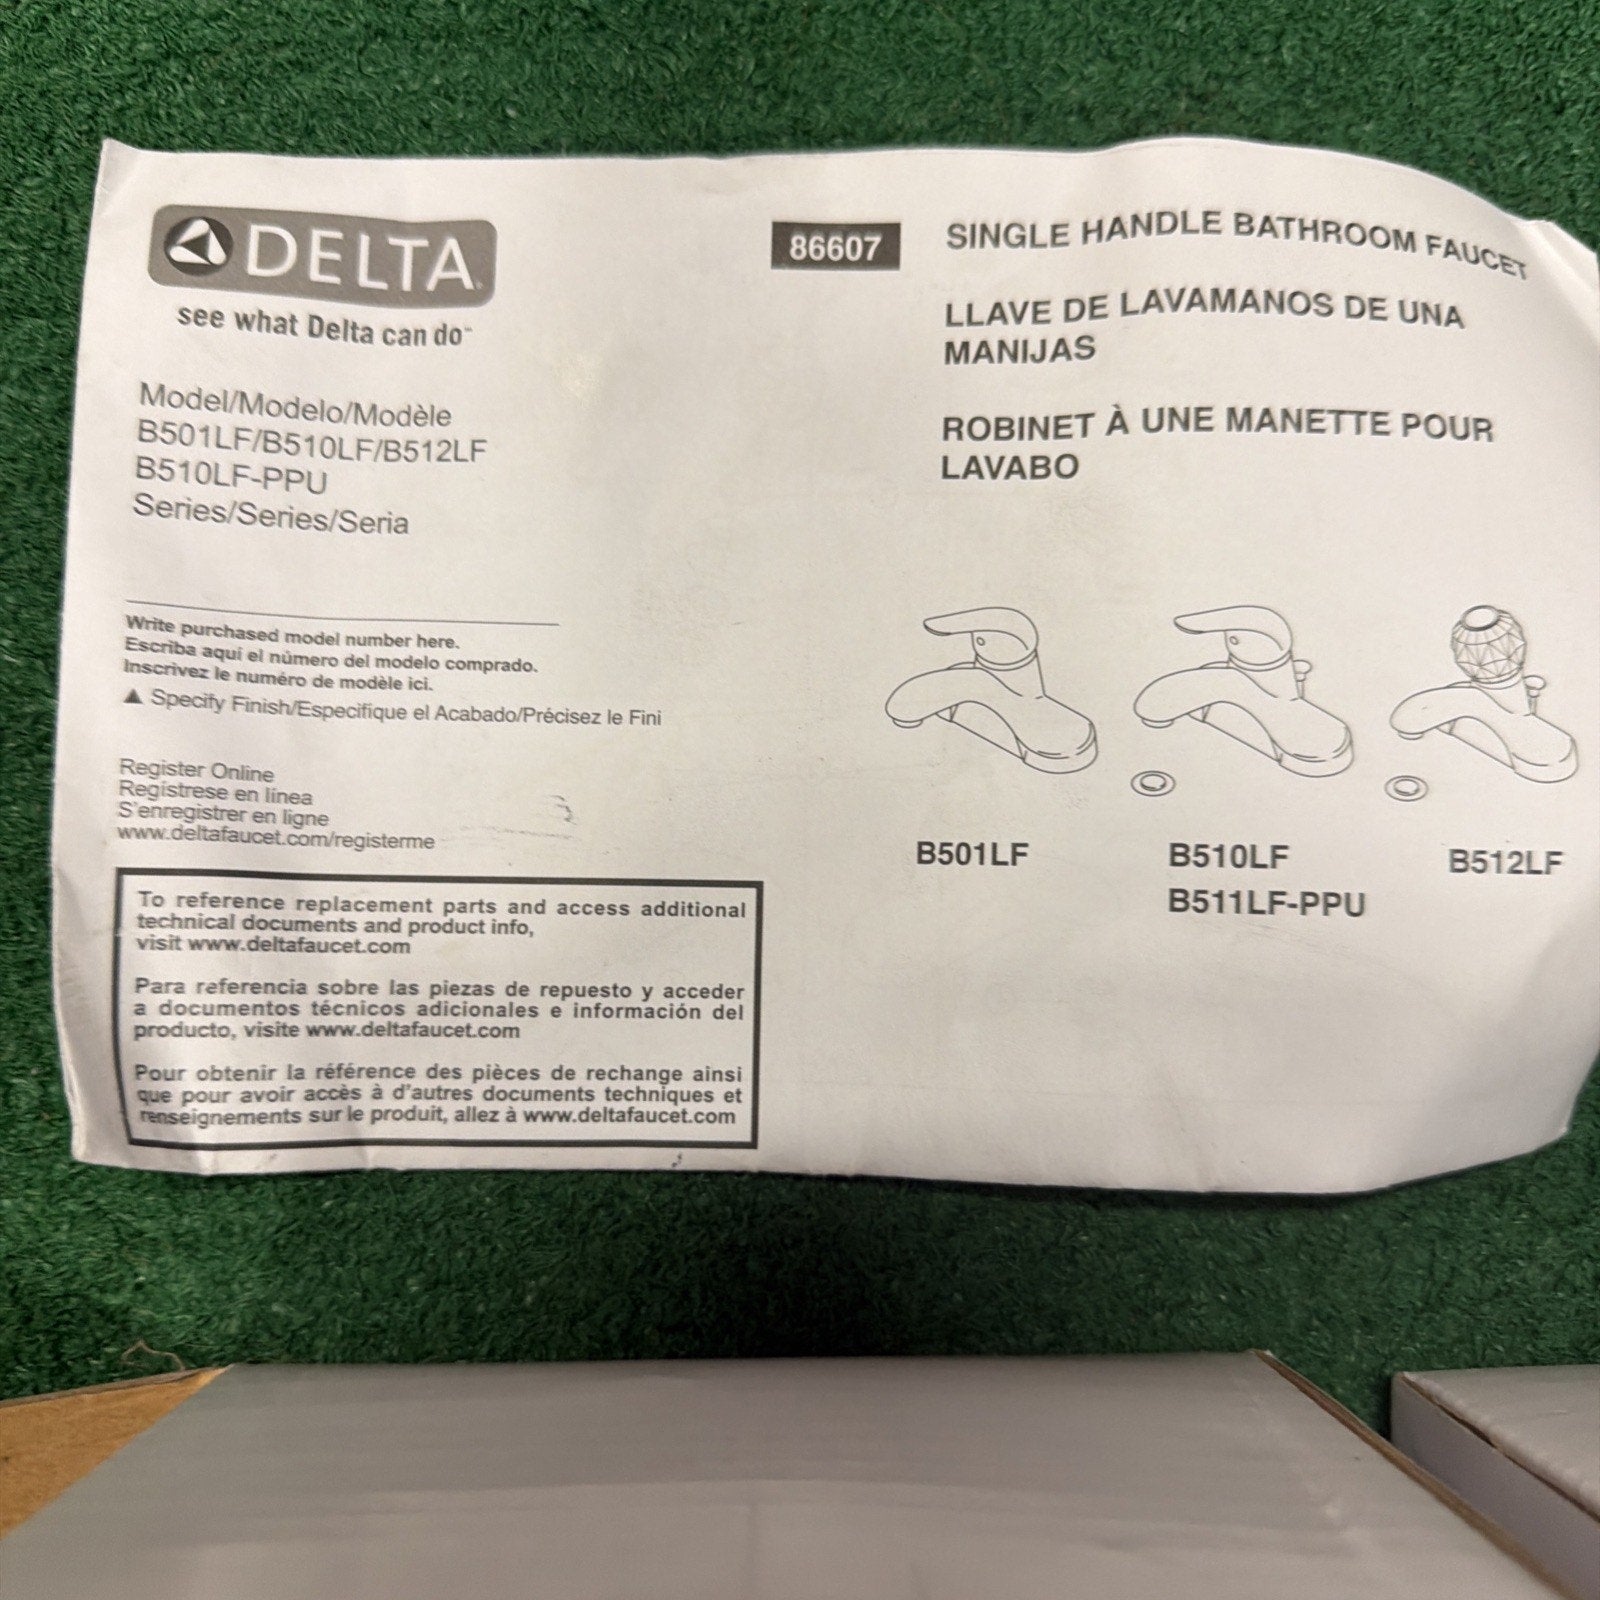 DELTA
see what Delta can do™
Model/Modelo/Modèle
B501LF/B510LF/B512LF
B510LF-PPU
Series/Series/Seria
Write purchased model number here.
Escriba aquí el número del modelo comprado.
Inscrivez le numéro de modèle ici.
▲ Specify Finish/Especifique el Acabado/Précisez le Fini
Register Online
Regístrese en línea
S'enregistrer en ligne
www.deltafaucet.com/registerme
To reference replacement parts and access additional
technical documents and product info,
visit www.deltafaucet.com
Para referencia sobre las piezas de repuesto y acceder
a documentos técnicos adicionales e información del
producto, visite www.deltafaucet.com
Pour obtenir la référence des pièces de rechange ainsi
que pour avoir accès à d'autres documents techniques et
renseignements sur le produit, allez à www.deltafaucet.com
86607
SINGLE HANDLE BATHROOM FAUCET
LLAVE DE LAVAMANOS DE UNA
MANIJAS
ROBINET À UNE MANETTE POUR
LAVABO
B501LF
B510LF
B511LF-PPU
B512LF